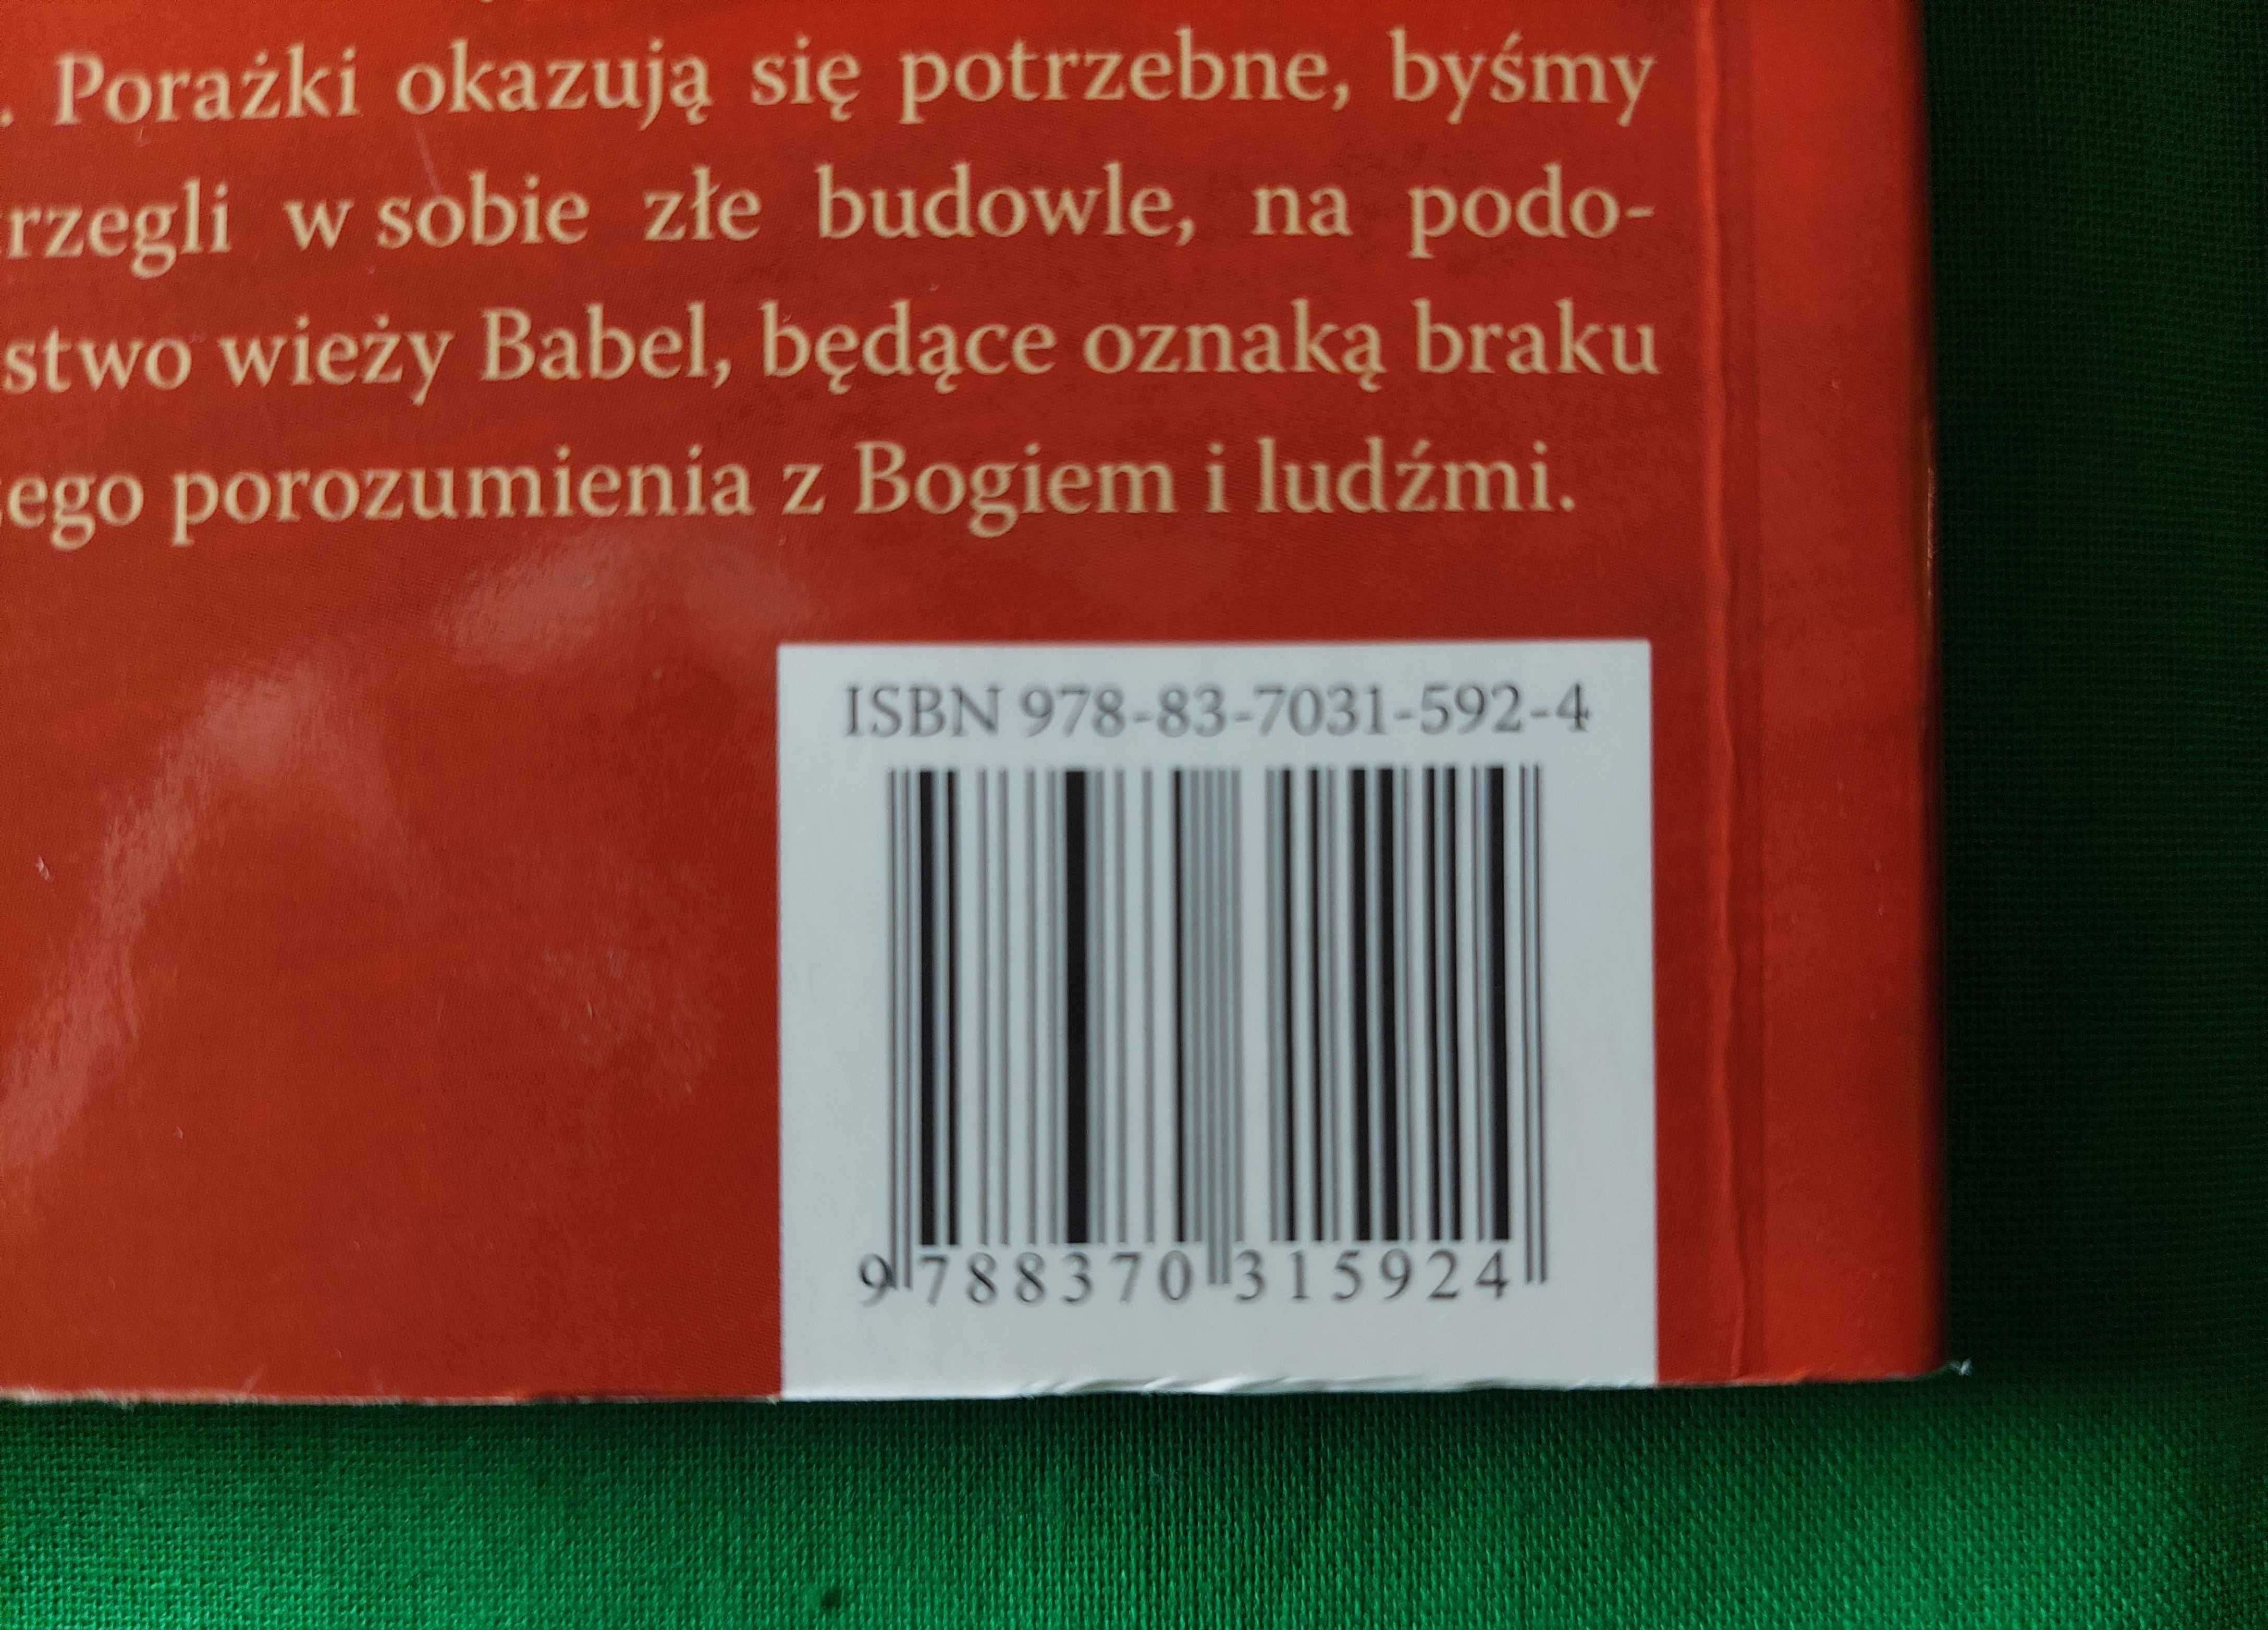 . Porażki okazują się potrzebne, byśmy
rzegli w sobie złe budowle, na podo-
stwo wieży Babel, będące oznaką braku
ego porozumienia z Bogiem i ludźmi.
ISBN 978-83-7031-592-4
9 788370 315924